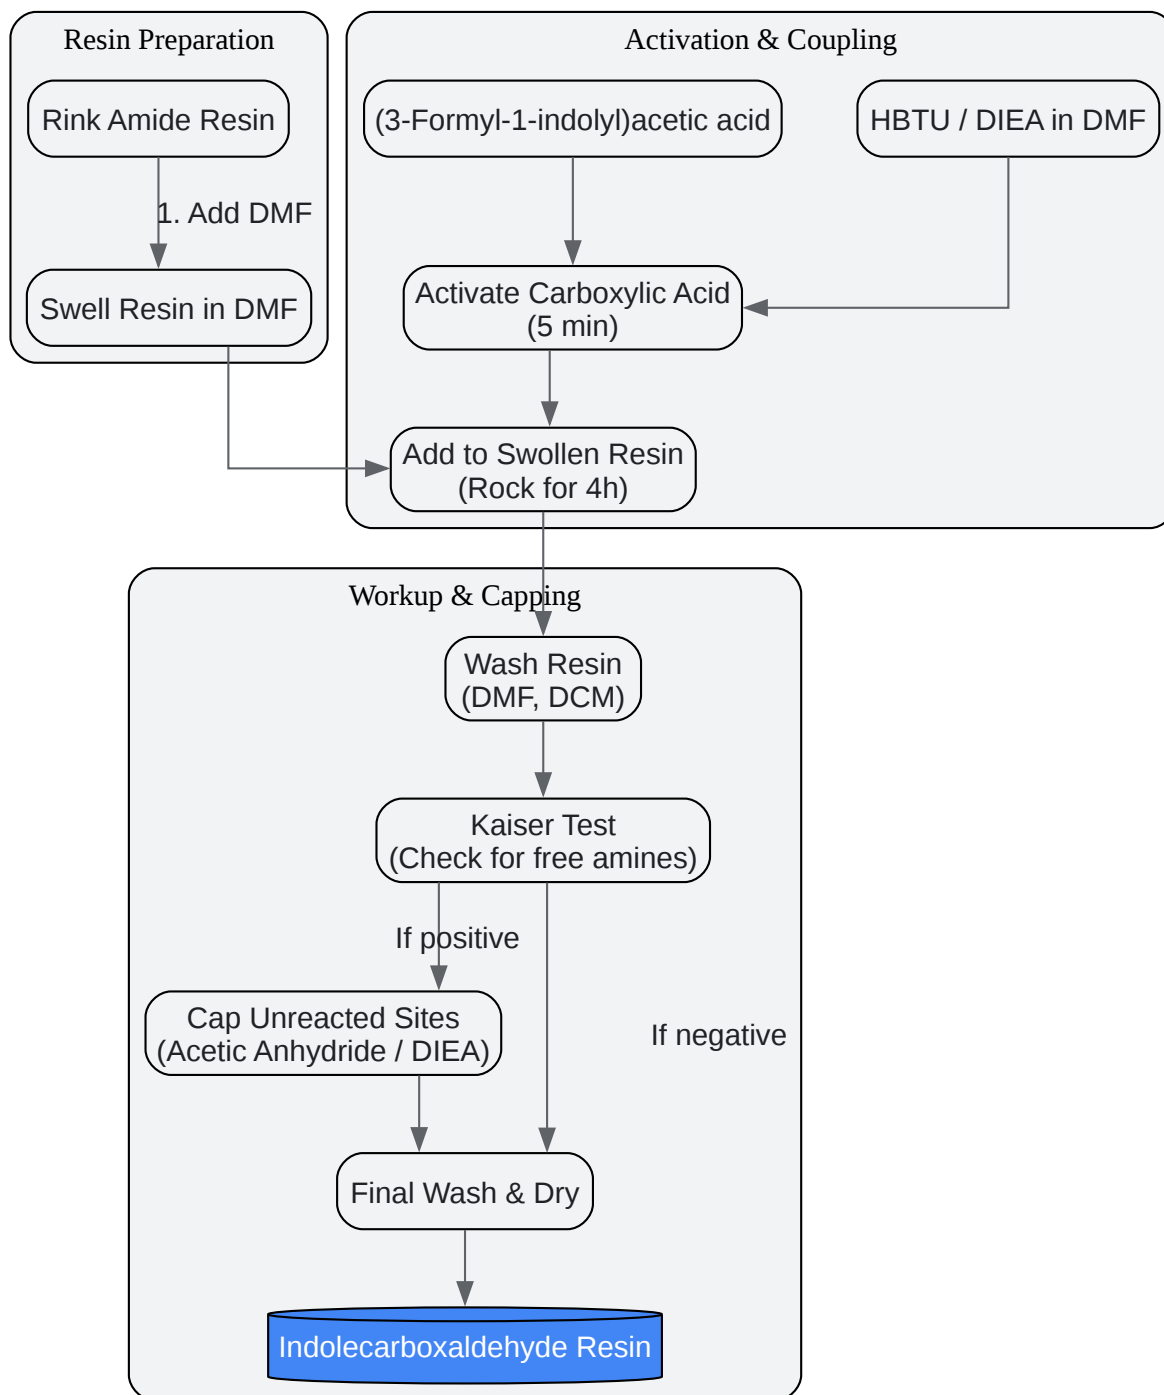 Resin Preparation
Rink Amide Resin
1. Add DMF
Swell Resin in DMF
Activation & Coupling
(3-Formyl-1-indolyl)acetic acid
HBTU / DIEA in DMF
Activate Carboxylic Acid
(5 min)
Add to Swollen Resin
(Rock for 4h)
Workup & Capping
Wash Resin
(DMF, DCM)
Kaiser Test
(Check for free amines)
If positive
Cap Unreacted Sites
(Acetic Anhydride / DIEA)
If negative
Final Wash & Dry
Indolecarboxaldehyde Resin